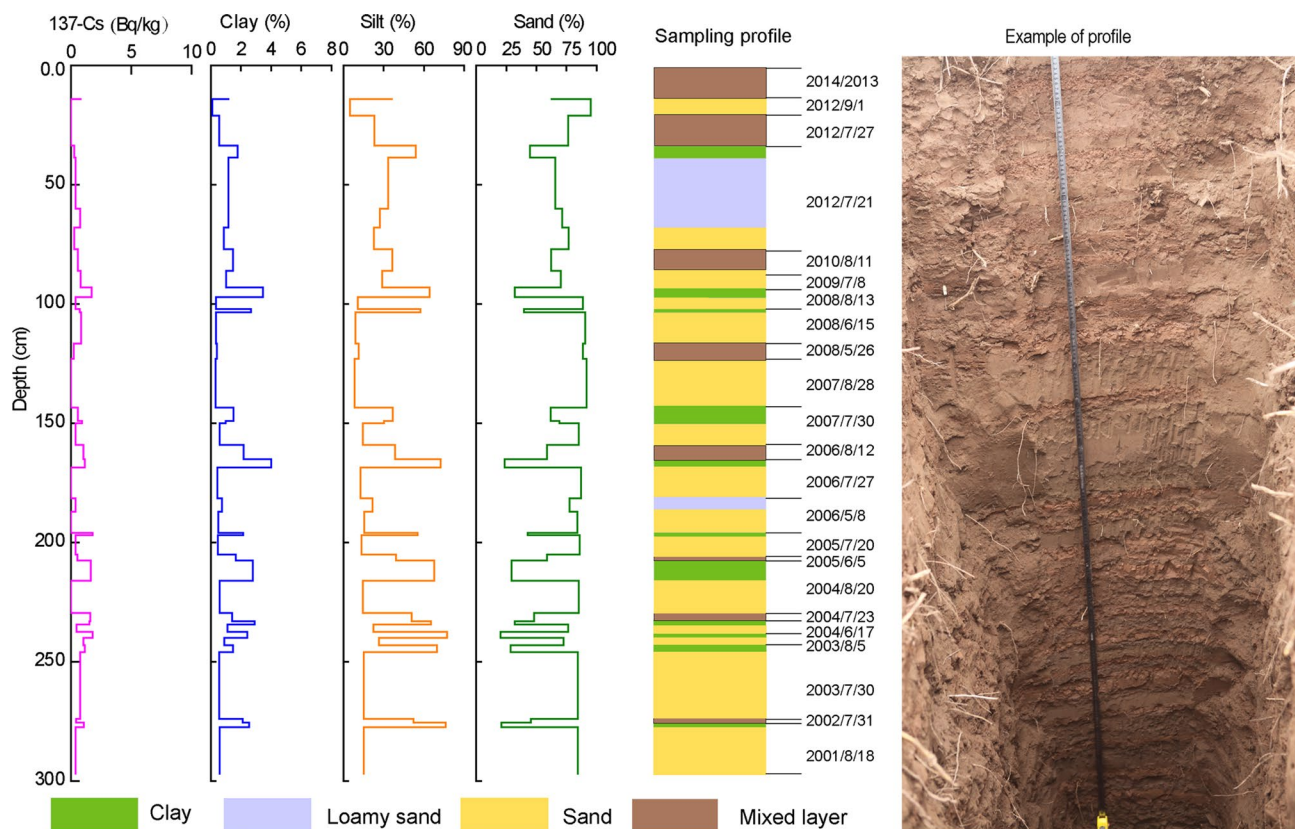 137-Cs (Bq/kg)
Clay (%)
Silt (%)
Sand (%)
Sampling profile
Example of profile
0 5 10
0 2 4 6 8
0 30 60 90
0 25 50 75 100
0.0
50
100
150
200
250
300
Depth (cm)
2014/2013
2012/9/1
2012/7/27
2012/7/21
2010/8/11
2009/7/8
2008/8/13
2008/6/15
2008/5/26
2007/8/28
2007/7/30
2006/8/12
2006/7/27
2006/5/8
2005/7/20
2005/6/5
2004/8/20
2004/7/23
2004/6/17
2003/8/5
2003/7/30
2002/7/31
2001/8/18
Clay
Loamy sand
Sand
Mixed layer